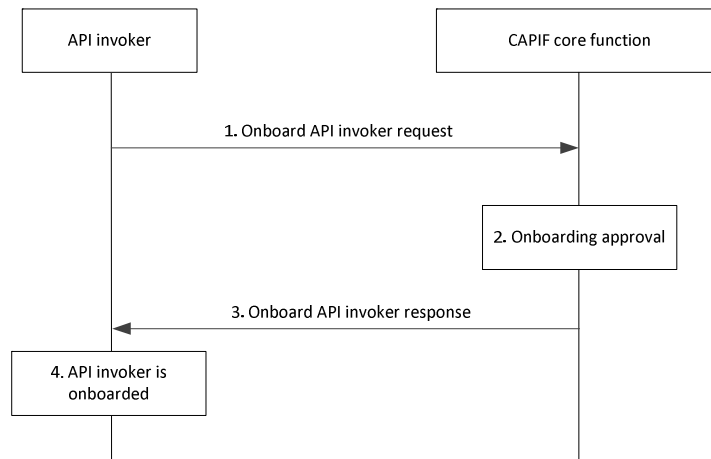 API invoker
CAPIF core function
1. Onboard API invoker request
2. Onboarding approval
3. Onboard API invoker response
4. API invoker is
onboarded